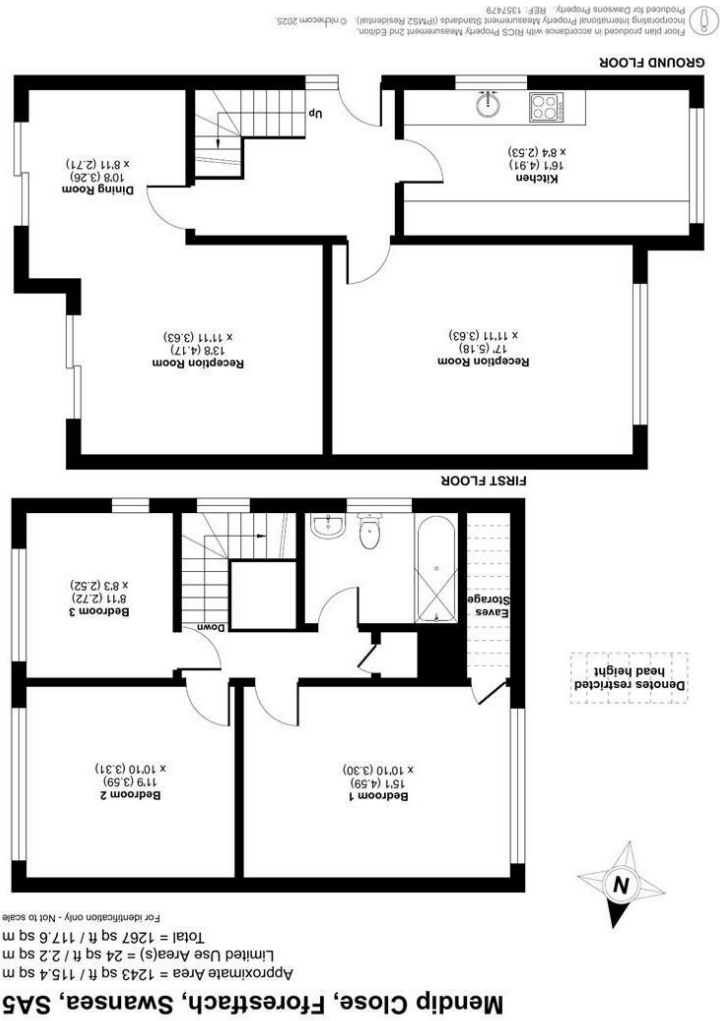 Mendip Close, Fforestfach, Swansea, SA5
Approximate Area = 1243 sq ft / 115.4 sq m
Limited Use Area(s) = 24 sq ft / 2.2 sq m
Total = 1267 sq ft / 117.6 sq m
For identification only - Not to scale
N
Denotes restricted
head height
Bedroom 1
15'1 (4.59)
x 10'10 (3.30)
Bedroom 2
11'9 (3.59)
x 10'10 (3.31)
Eaves
Storage
Down
Bedroom 3
8'11 (2.72)
x 8'3 (2.52)
FIRST FLOOR
Reception Room
17' (5.18)
x 11'11 (3.63)
Reception Room
13'8 (4.17)
x 11'11 (3.63)
Kitchen
16'1 (4.91)
x 8'4 (2.53)
Dining Room
10'8 (3.26)
x 8'11 (2.71)
Up
GROUND FLOOR
Floor plan produced in accordance with RICS Property Measurement 2nd Edition,
Incorporating International Property Measurement Standards (IPMS2 Residential). © nichecom 2025.
Produced for Dawsons Property. REF: 1357479